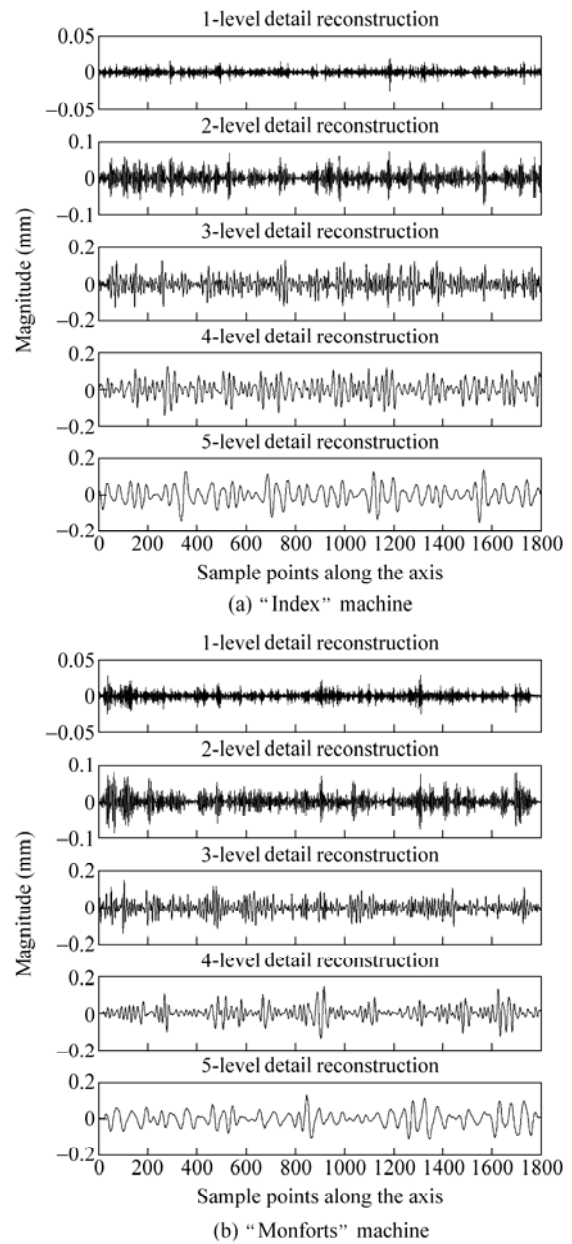 1-level detail reconstruction
0.05
0
−0.05
2-level detail reconstruction
0.1
0
−0.1
3-level detail reconstruction
0.2
0
−0.2
4-level detail reconstruction
0.2
0
−0.2
5-level detail reconstruction
0.2
0
−0.2
0 200 400 600 800 1000 1200 1400 1600 1800
Magnitude (mm)
Sample points along the axis
(a) “Index” machine
1-level detail reconstruction
0.05
0
−0.05
2-level detail reconstruction
0.1
0
−0.1
3-level detail reconstruction
0.2
0
−0.2
4-level detail reconstruction
0.2
0
−0.2
5-level detail reconstruction
0.2
0
−0.2
0 200 400 600 800 1000 1200 1400 1600 1800
Magnitude (mm)
Sample points along the axis
(b) “Monforts” machine